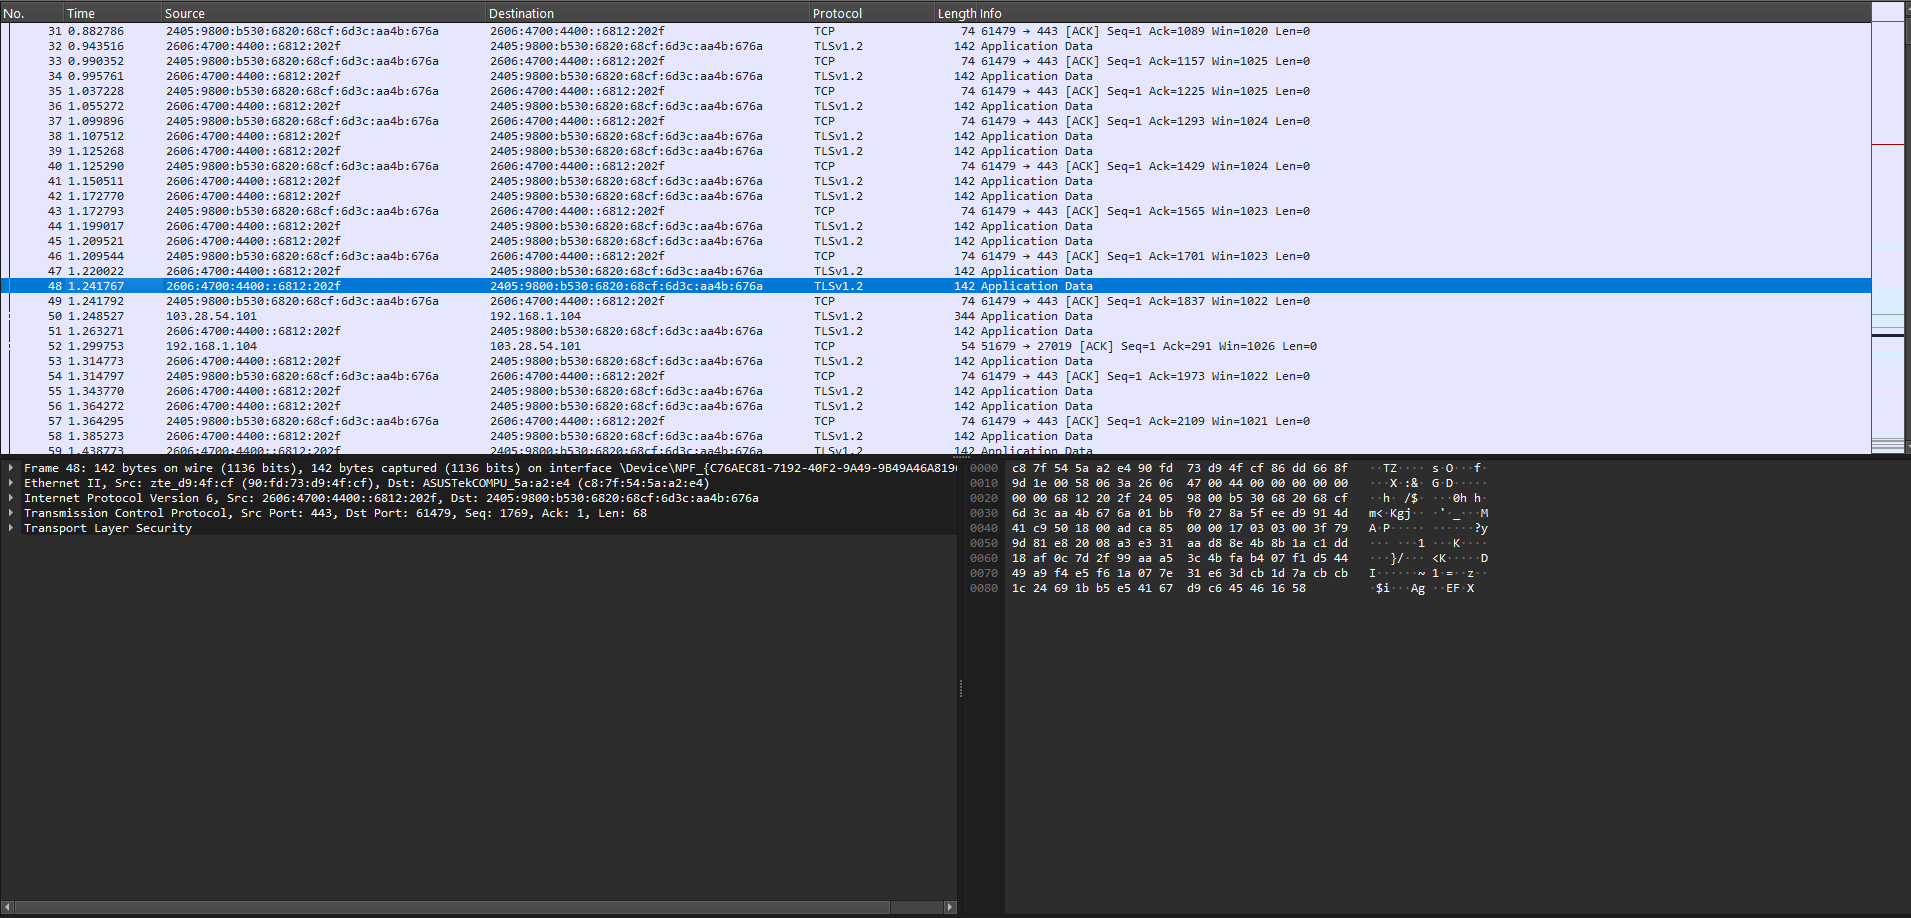 No. Time Source Destination Protocol Length Info
31 0.882786 2405:9800:b530:6820:68cf:6d3c:aa4b:676a 2606:4700:4400::6812:202f TCP 74 61479 → 443 [ACK] Seq=1 Ack=1089 Win=1020 Len=0
32 0.943516 2606:4700:4400::6812:202f 2405:9800:b530:6820:68cf:6d3c:aa4b:676a TLSv1.2 142 Application Data
33 0.990352 2405:9800:b530:6820:68cf:6d3c:aa4b:676a 2606:4700:4400::6812:202f TCP 74 61479 → 443 [ACK] Seq=1 Ack=1157 Win=1025 Len=0
34 0.995761 2606:4700:4400::6812:202f 2405:9800:b530:6820:68cf:6d3c:aa4b:676a TLSv1.2 142 Application Data
35 1.037228 2405:9800:b530:6820:68cf:6d3c:aa4b:676a 2606:4700:4400::6812:202f TCP 74 61479 → 443 [ACK] Seq=1 Ack=1225 Win=1025 Len=0
36 1.055272 2606:4700:4400::6812:202f 2405:9800:b530:6820:68cf:6d3c:aa4b:676a TLSv1.2 142 Application Data
37 1.099896 2405:9800:b530:6820:68cf:6d3c:aa4b:676a 2606:4700:4400::6812:202f TCP 74 61479 → 443 [ACK] Seq=1 Ack=1293 Win=1024 Len=0
38 1.107512 2606:4700:4400::6812:202f 2405:9800:b530:6820:68cf:6d3c:aa4b:676a TLSv1.2 142 Application Data
39 1.125268 2606:4700:4400::6812:202f 2405:9800:b530:6820:68cf:6d3c:aa4b:676a TLSv1.2 142 Application Data
40 1.125290 2405:9800:b530:6820:68cf:6d3c:aa4b:676a 2606:4700:4400::6812:202f TCP 74 61479 → 443 [ACK] Seq=1 Ack=1429 Win=1024 Len=0
41 1.150511 2606:4700:4400::6812:202f 2405:9800:b530:6820:68cf:6d3c:aa4b:676a TLSv1.2 142 Application Data
42 1.172770 2606:4700:4400::6812:202f 2405:9800:b530:6820:68cf:6d3c:aa4b:676a TLSv1.2 142 Application Data
43 1.172793 2405:9800:b530:6820:68cf:6d3c:aa4b:676a 2606:4700:4400::6812:202f TCP 74 61479 → 443 [ACK] Seq=1 Ack=1565 Win=1023 Len=0
44 1.199017 2606:4700:4400::6812:202f 2405:9800:b530:6820:68cf:6d3c:aa4b:676a TLSv1.2 142 Application Data
45 1.209521 2606:4700:4400::6812:202f 2405:9800:b530:6820:68cf:6d3c:aa4b:676a TLSv1.2 142 Application Data
46 1.209544 2405:9800:b530:6820:68cf:6d3c:aa4b:676a 2606:4700:4400::6812:202f TCP 74 61479 → 443 [ACK] Seq=1 Ack=1701 Win=1023 Len=0
47 1.220022 2606:4700:4400::6812:202f 2405:9800:b530:6820:68cf:6d3c:aa4b:676a TLSv1.2 142 Application Data
48 1.241767 2606:4700:4400::6812:202f 2405:9800:b530:6820:68cf:6d3c:aa4b:676a TLSv1.2 142 Application Data
49 1.241792 2405:9800:b530:6820:68cf:6d3c:aa4b:676a 2606:4700:4400::6812:202f TCP 74 61479 → 443 [ACK] Seq=1 Ack=1837 Win=1022 Len=0
50 1.248527 103.28.54.101 192.168.1.104 TLSv1.2 344 Application Data
51 1.263271 2606:4700:4400::6812:202f 2405:9800:b530:6820:68cf:6d3c:aa4b:676a TLSv1.2 142 Application Data
52 1.299753 192.168.1.104 103.28.54.101 TCP 54 51679 → 27019 [ACK] Seq=1 Ack=291 Win=1026 Len=0
53 1.314773 2606:4700:4400::6812:202f 2405:9800:b530:6820:68cf:6d3c:aa4b:676a TLSv1.2 142 Application Data
54 1.314797 2405:9800:b530:6820:68cf:6d3c:aa4b:676a 2606:4700:4400::6812:202f TCP 74 61479 → 443 [ACK] Seq=1 Ack=1973 Win=1022 Len=0
55 1.343770 2606:4700:4400::6812:202f 2405:9800:b530:6820:68cf:6d3c:aa4b:676a TLSv1.2 142 Application Data
56 1.364272 2606:4700:4400::6812:202f 2405:9800:b530:6820:68cf:6d3c:aa4b:676a TLSv1.2 142 Application Data
57 1.364295 2405:9800:b530:6820:68cf:6d3c:aa4b:676a 2606:4700:4400::6812:202f TCP 74 61479 → 443 [ACK] Seq=1 Ack=2109 Win=1021 Len=0
58 1.385273 2606:4700:4400::6812:202f 2405:9800:b530:6820:68cf:6d3c:aa4b:676a TLSv1.2 142 Application Data
59 1.438773 2606:4700:4400::6812:202f 2405:9800:b530:6820:68cf:6d3c:aa4b:676a TLSv1.2 142 Application Data
Frame 48: 142 bytes on wire (1136 bits), 142 bytes captured (1136 bits) on interface \Device\NPF_{C76AEC81-7192-40F2-9A49-9B49A46A819
Ethernet II, Src: zte_d9:4f:cf (90:fd:73:d9:4f:cf), Dst: ASUSTekCOMPU_5a:a2:e4 (c8:7f:54:5a:a2:e4)
Internet Protocol Version 6, Src: 2606:4700:4400::6812:202f, Dst: 2405:9800:b530:6820:68cf:6d3c:aa4b:676a
Transmission Control Protocol, Src Port: 443, Dst Port: 61479, Seq: 1769, Ack: 1, Len: 68
Transport Layer Security
0000 c8 7f 54 5a a2 e4 90 fd 73 d9 4f cf 86 dd 66 8f ··TZ···· s·O···f·
0010 9d 1e 00 58 06 3a 26 06 47 00 44 00 00 00 00 00 ···X·:&· G·D·····
0020 00 00 68 12 20 2f 24 05 98 00 b5 30 68 20 68 cf ··h· /$· ···0h h·
0030 6d 3c aa 4b 67 6a 01 bb f0 27 8a 5f ee d9 91 4d m<·Kgj·· ·'·_···M
0040 41 c9 50 18 00 ad ca 85 00 00 17 03 03 00 3f 79 A·P····· ······?y
0050 9d 81 e8 20 08 a3 e3 31 aa d8 8e 4b 8b 1a c1 dd ··· ···1 ···K····
0060 18 af 0c 7d 2f 99 aa a5 3c 4b fa b4 07 f1 d5 44 ···}/··· <K·····D
0070 49 a9 f4 e5 f6 1a 07 7e 31 e6 3d cb 1d 7a cb cb I······~ 1·=··z··
0080 1c 24 69 1b b5 e5 41 67 d9 c6 45 46 16 58 ·$i···Ag ··EF·X